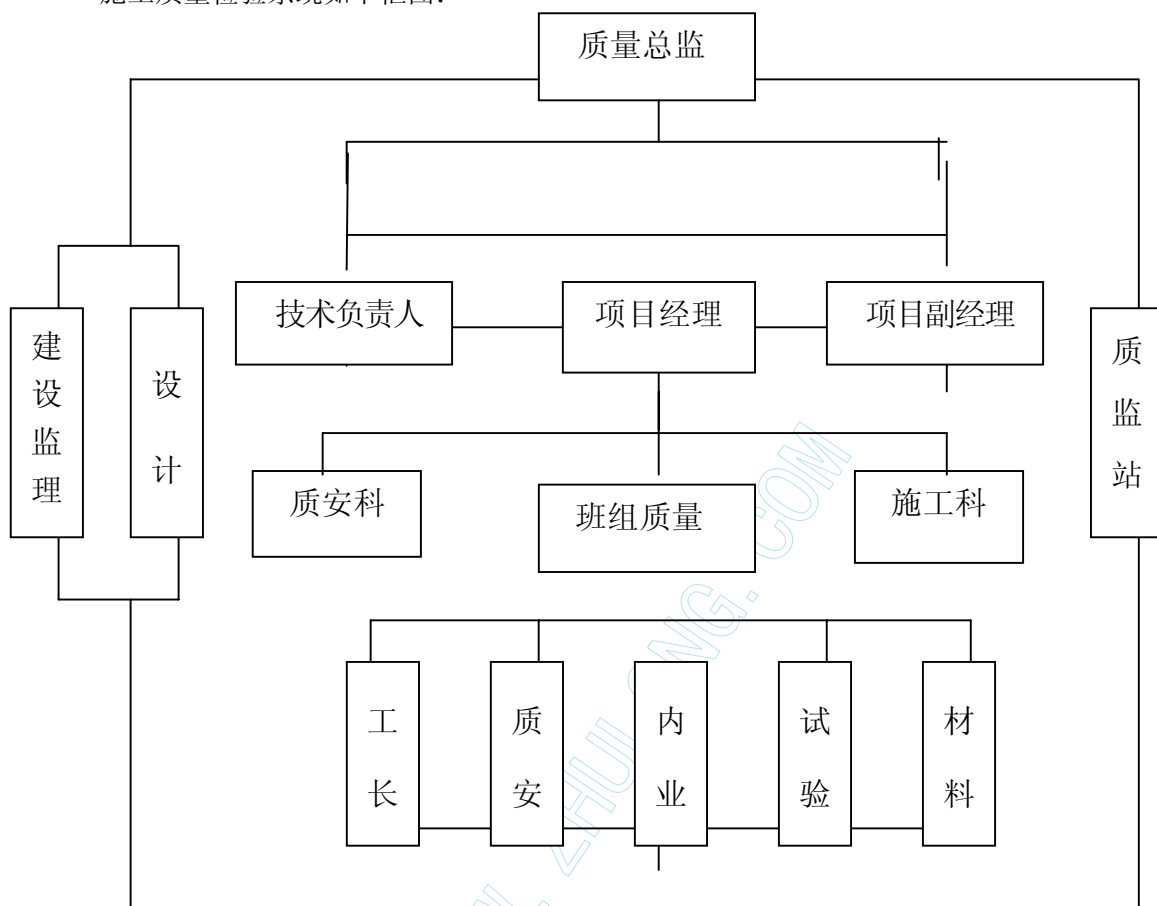 施工质量检验系统如下框图：
质量总监
技术负责人
项目经理
项目副经理
建设监理
设计
质监站
质安科
班组质量
施工科
工长
质安
内业
试验
材料
ZHULONG.COM